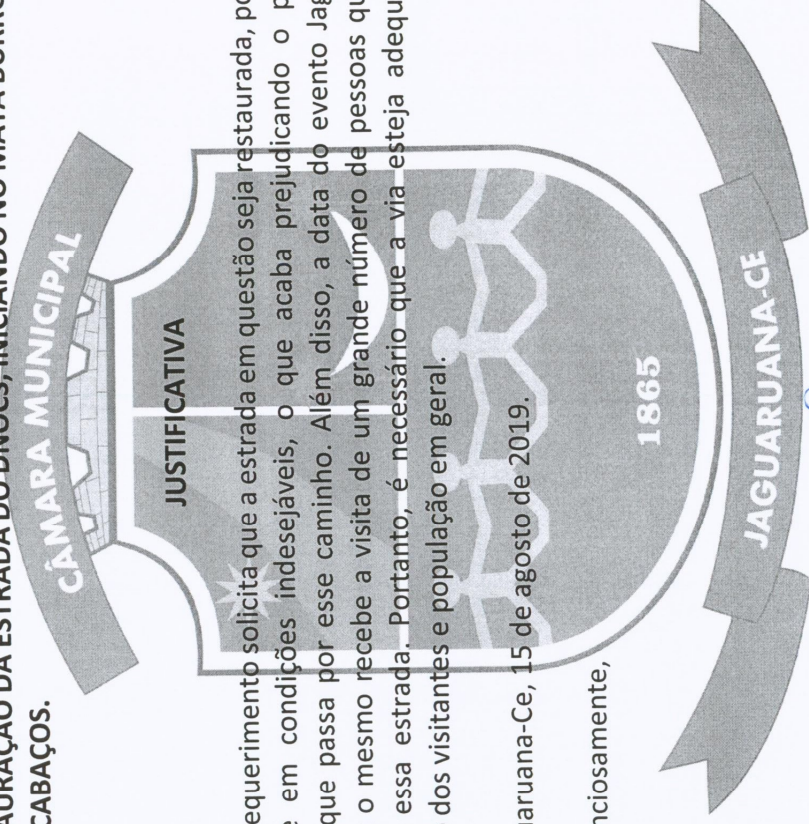 AURAÇÃO DA ESTRADA DO DNOCS, INICIANDO NO MATA BURRO
CABAÇOS.
CÂMARA MUNICIPAL
JUSTIFICATIVA
equerimento solicita que a estrada em questão seja restaurada, po
e em condições indesejáveis, o que acaba prejudicando o p
que passa por esse caminho. Além disso, a data do evento Jag
o mesmo recebe a visita de um grande número de pessoas qu
essa estrada. Portanto, é necessário que a via esteja adequ
dos visitantes e população em geral.
aruana-Ce, 15 de agosto de 2019.
nciosamente,
1865
JAGUARUANA-CE